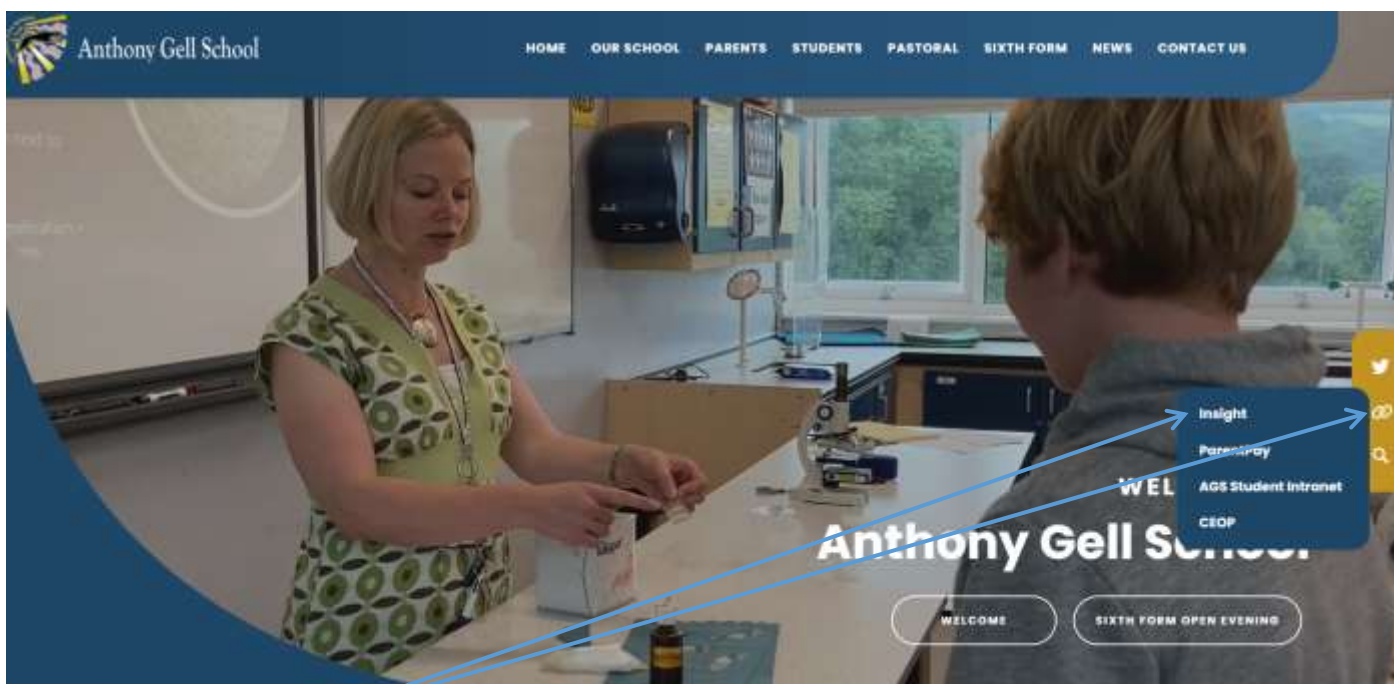 Anthony Gell School
HOME OUR SCHOOL PARENTS STUDENTS PASTORAL SIXTH FORM NEWS CONTACT US
Insight
ParentPay
AGS Student Intranet
CEOP
WEL
Anthony Gell School
WELCOME
SIXTH FORM OPEN EVENING